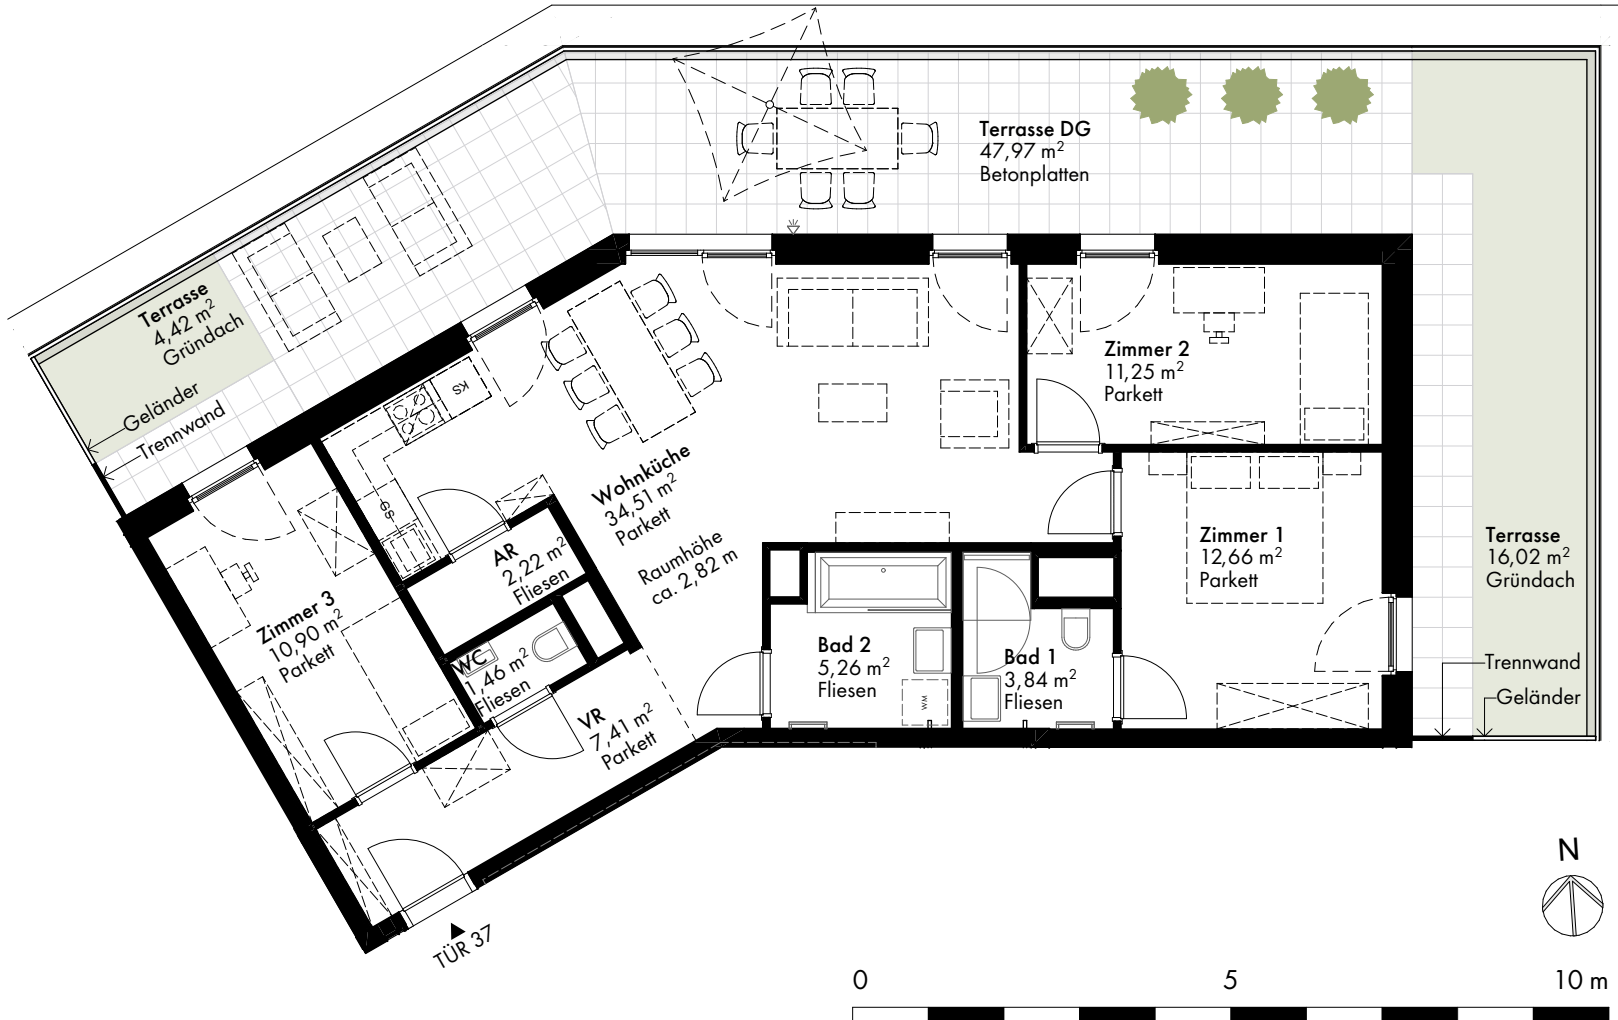 Terrasse DG
47,97 m²
Betonplatten
Terrasse
4,42 m²
Gründach
Geländer
Trennwand
KS
GS
Wohnküche
34,51 m²
Parkett
Raumhöhe
ca. 2,82 m
Zimmer 2
11,25 m²
Parkett
Zimmer 1
12,66 m²
Parkett
Terrasse
16,02 m²
Gründach
Trennwand
Geländer
AR
2,22 m²
Fliesen
Zimmer 3
10,90 m²
Parkett
WC
1,46 m²
Fliesen
VR
7,41 m²
Parkett
Bad 2
5,26 m²
Fliesen
WM
Bad 1
3,84 m²
Fliesen
TÜR 37
N
0 5 10 m